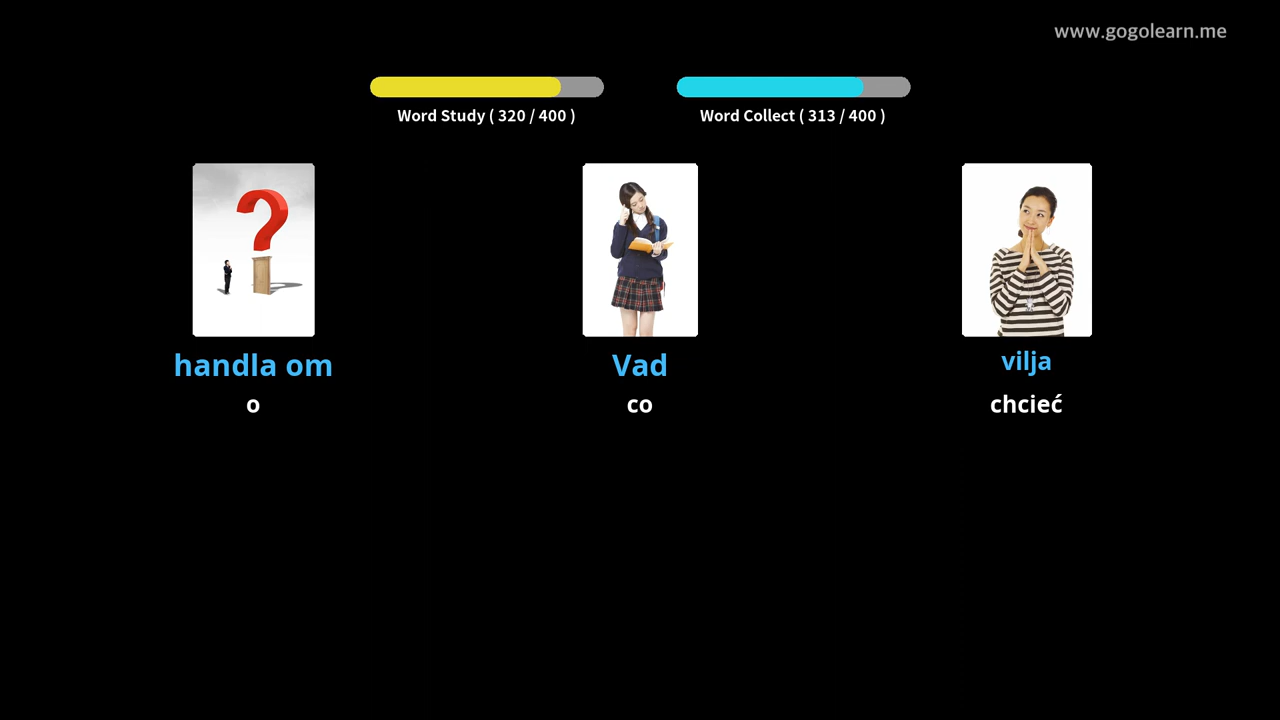 www.gogolearn.me
Word Study ( 320 / 400 )
Word Collect ( 313 / 400 )
handla om
Vad
vilja
o
co
chcieć